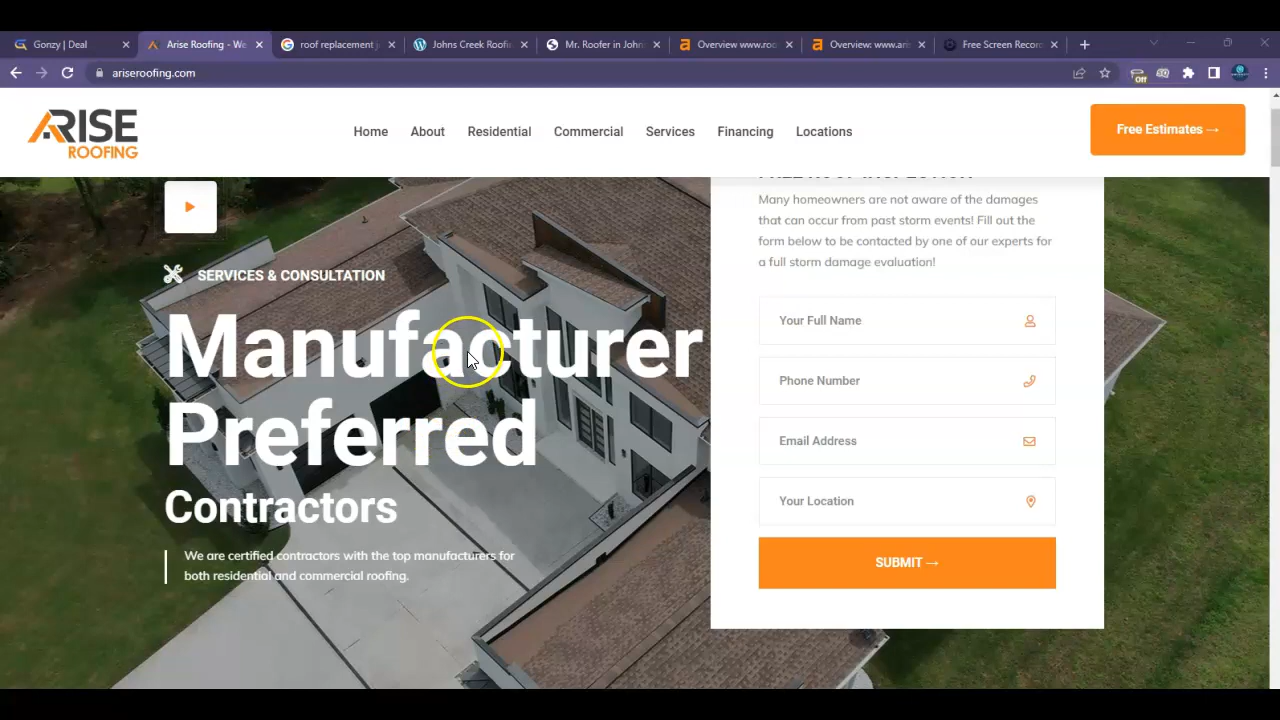 Gonzy | Deal
Arise Roofing - We
roof replacement j
Johns Creek Roofi
Mr. Roofer in John
Overview www.roo
Overview: www.aris
Free Screen Record
ariseroofing.com
Off
ARISE
ROOFING
Home
About
Residential
Commercial
Services
Financing
Locations
Free Estimates →
SERVICES & CONSULTATION
Manufacturer
Preferred
Contractors
We are certified contractors with the top manufacturers for
both residential and commercial roofing.
Many homeowners are not aware of the damages
that can occur from past storm events! Fill out the
form below to be contacted by one of our experts for
a full storm damage evaluation!
Your Full Name
Phone Number
Email Address
Your Location
SUBMIT →